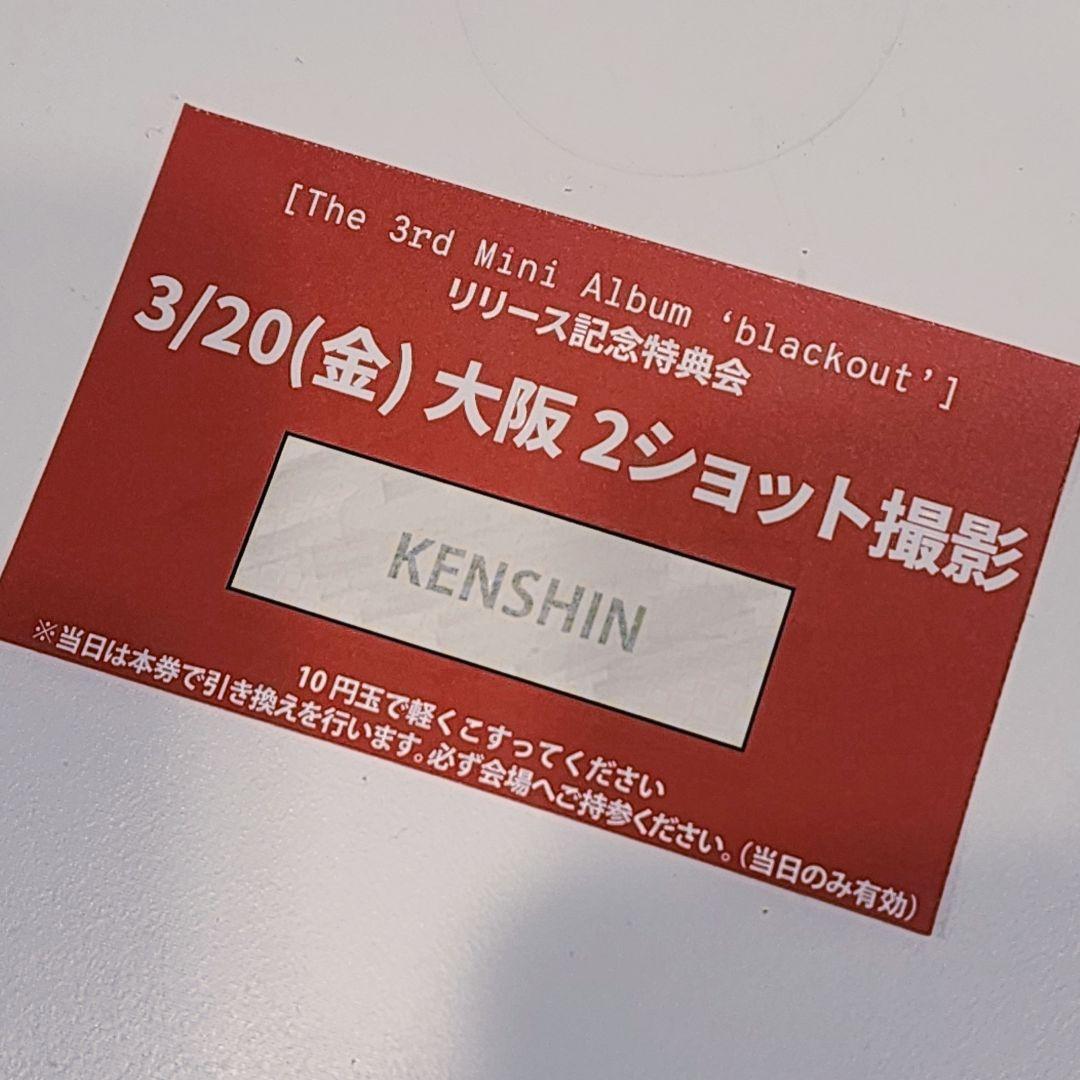 [The 3rd Mini Album ‘blackout’]
リリース記念特典会
3/20(金) 大阪 2ショット撮影
KENSHIN
10円玉で軽くこすってください
※当日は本券で引き換えを行います。必ず会場へご持参ください。(当日のみ有効)